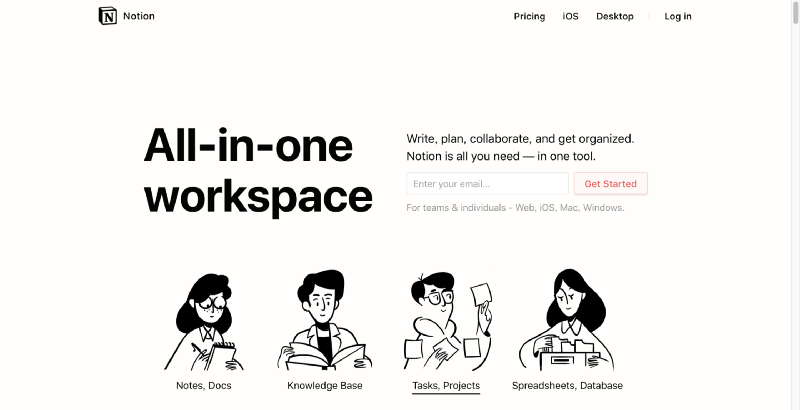 Notion
Pricing iOS Desktop Log in
All-in-one
workspace
Write, plan, collaborate, and get organized.
Notion is all you need — in one tool.
Enter your email...
Get Started
For teams & individuals - Web, iOS, Mac, Windows.
Notes, Docs
Knowledge Base
Tasks, Projects
Spreadsheets, Database